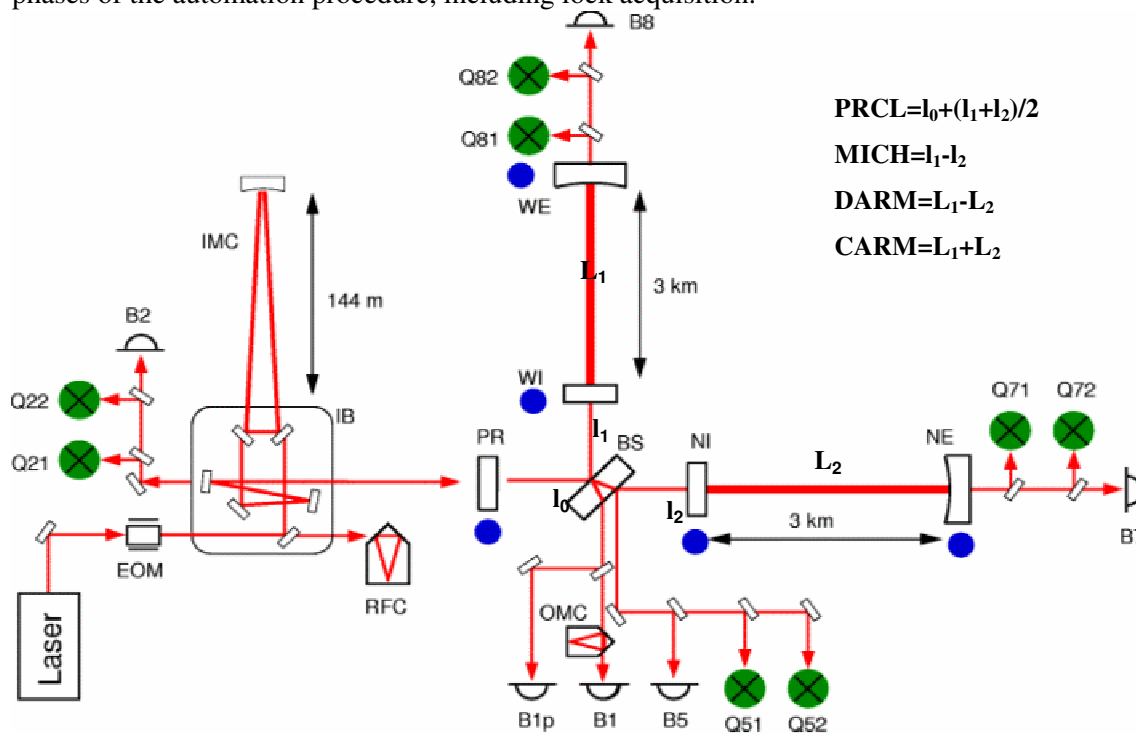 phases of the automation procedure, including lock acquisition.
B8
Q82
Q81
WE
PRCL=l₀+(l₁+l₂)/2
MICH=l₁-l₂
DARM=L₁-L₂
CARM=L₁+L₂
IMC
L₁
3 km
144 m
B2
Q22
Q21
IB
WI
l₁
PR
BS
l₀
NI
l₂
L₂
NE
Q71
Q72
3 km
EOM
RFC
Laser
OMC
B1p
B1
B5
Q51
Q52